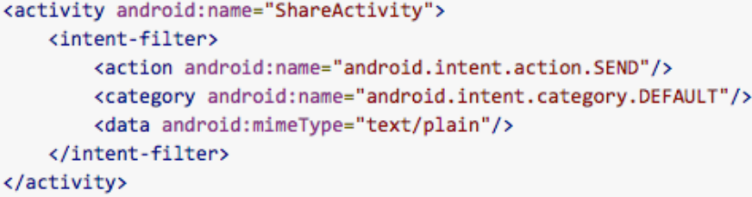 <activity android:name="ShareActivity">
    <intent-filter>
        <action android:name="android.intent.action.SEND"/>
        <category android:name="android.intent.category.DEFAULT"/>
        <data android:mimeType="text/plain"/>
    </intent-filter>
</activity>